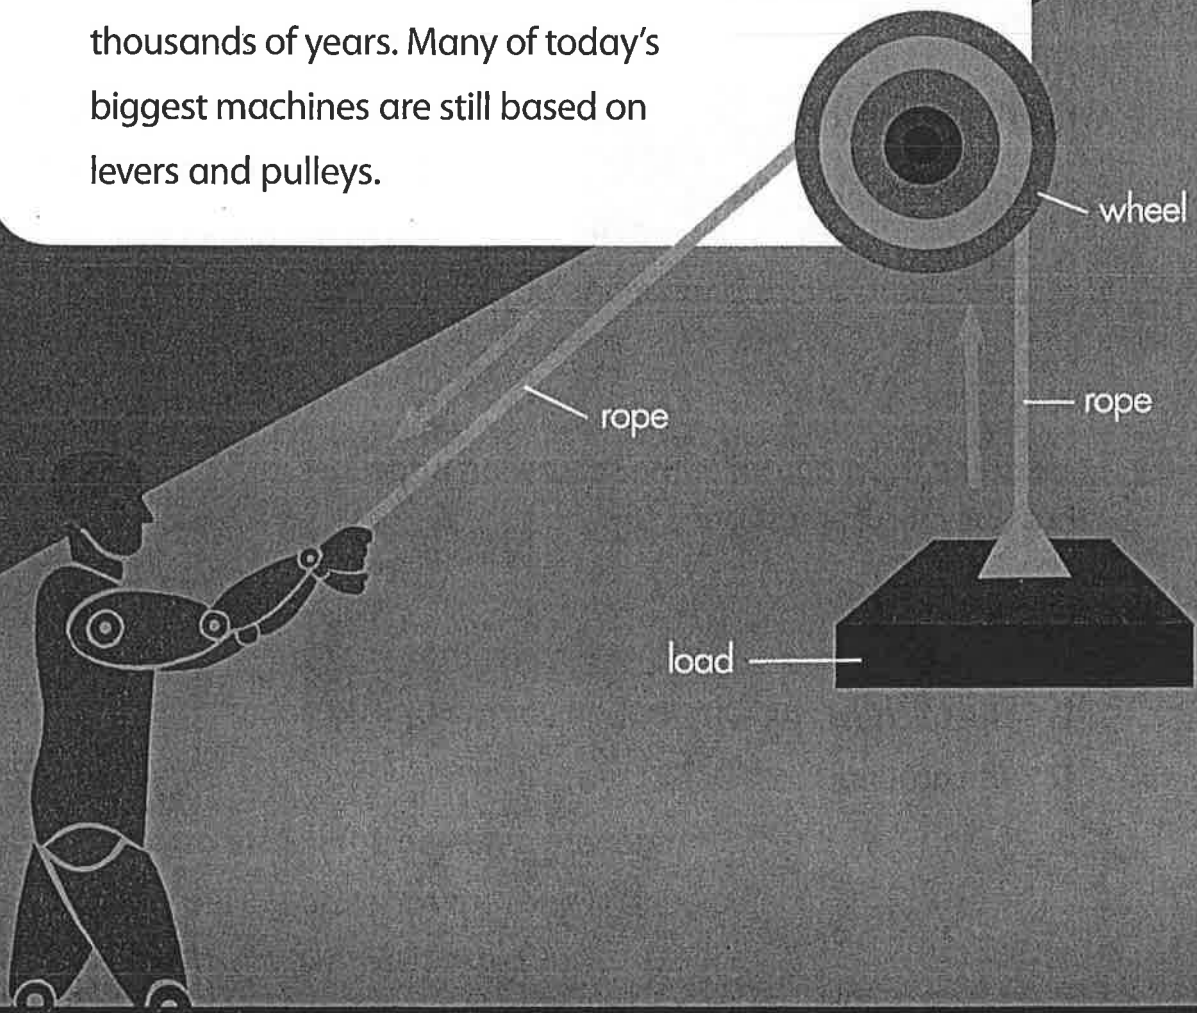 thousands of years. Many of today's
biggest machines are still based on
levers and pulleys.
wheel
rope
rope
load